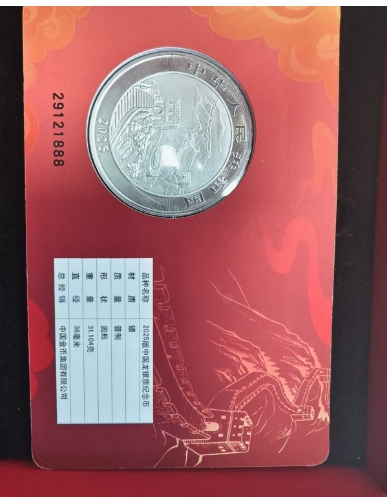 中华人民共和国
2025
29121888
品种名称 2025版中国龙银质纪念币
材 质 银
质 量 普制
形 状 圆形
重 量 31.104克
直 径 38毫米
总 经 销 中国金币集团有限公司